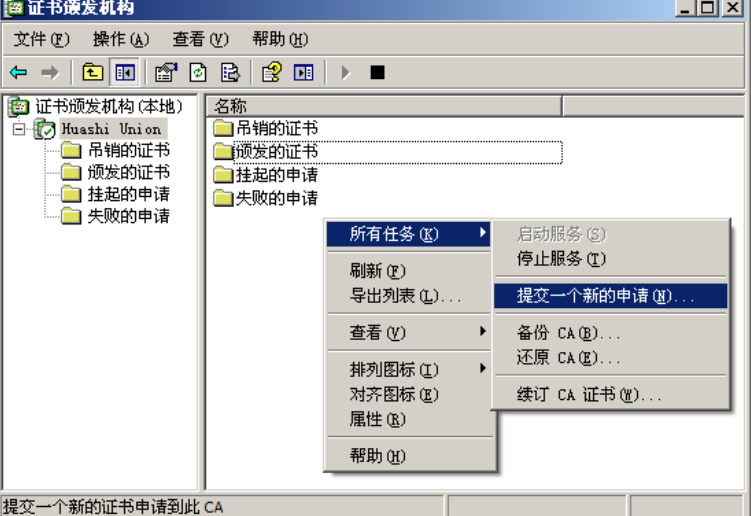 证书颁发机构
文件(F) 操作(A) 查看(V) 帮助(H)
证书颁发机构(本地)
Huashi Union
吊销的证书
颁发的证书
挂起的申请
失败的申请
名称
吊销的证书
颁发的证书
挂起的申请
失败的申请
所有任务(K)
刷新(F)
导出列表(L)...
查看(V)
排列图标(I)
对齐图标(E)
属性(R)
帮助(H)
启动服务(S)
停止服务(T)
提交一个新的申请(N)...
备份 CA(B)...
还原 CA(E)...
续订 CA 证书(W)...
提交一个新的证书申请到此 CA